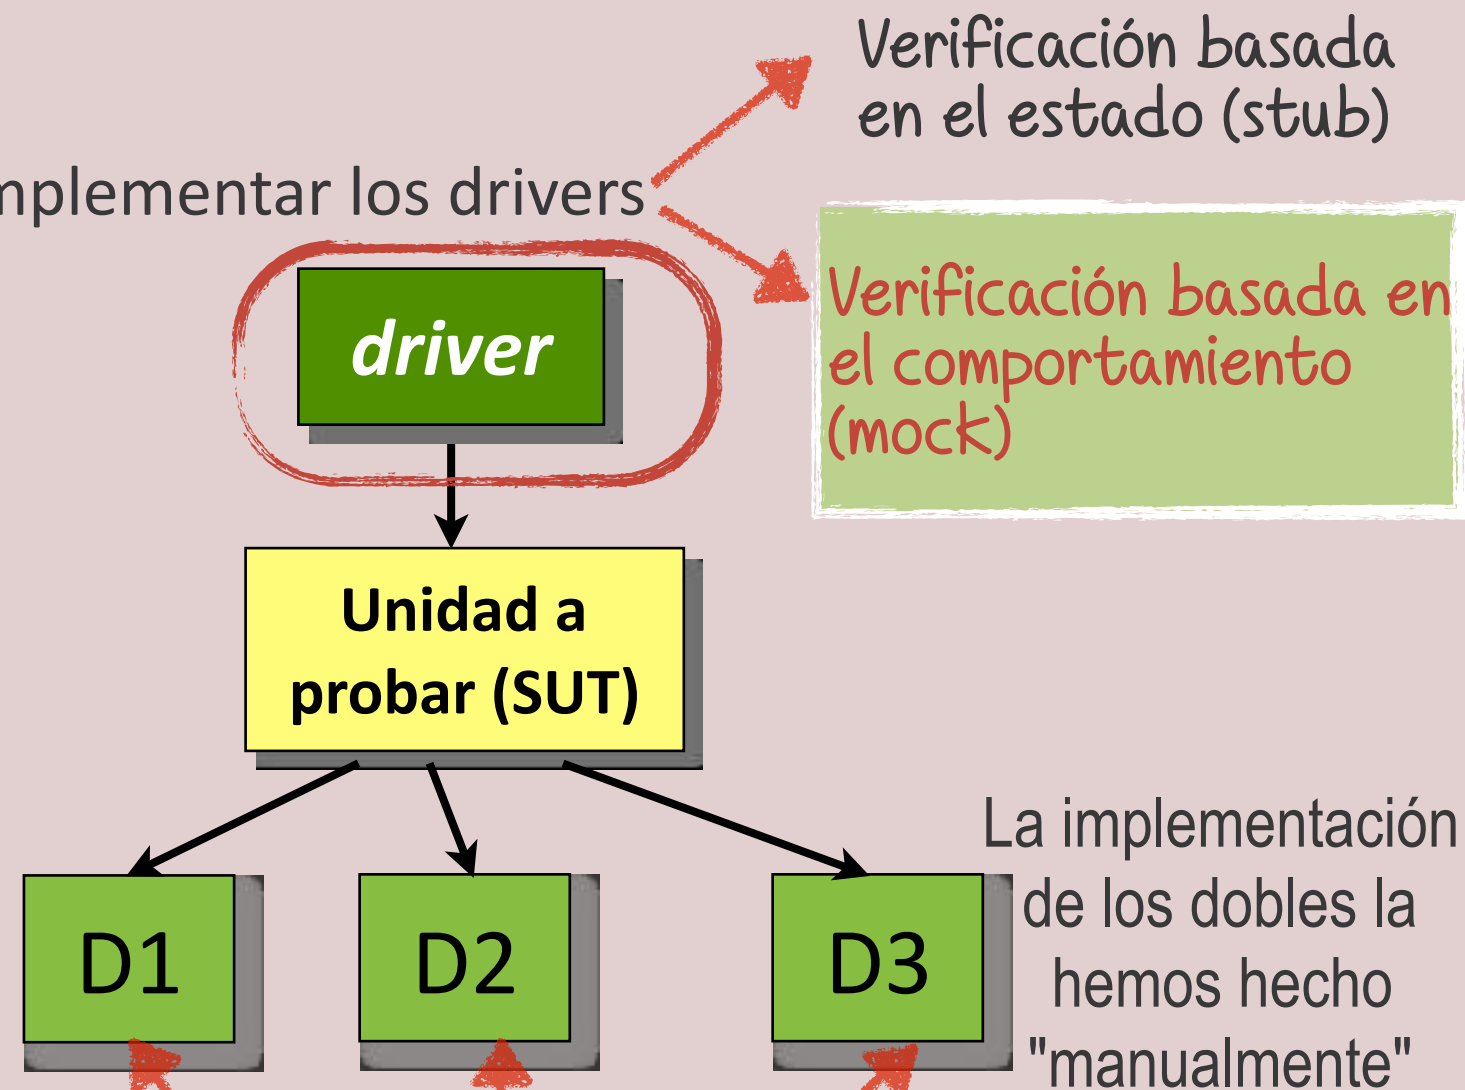 Verificación basada
en el estado (stub)
mplementar los drivers
driver
Verificación basada en
el comportamiento
(mock)
Unidad a
probar (SUT)
La implementación
de los dobles la
hemos hecho
"manualmente"
D1
D2
D3